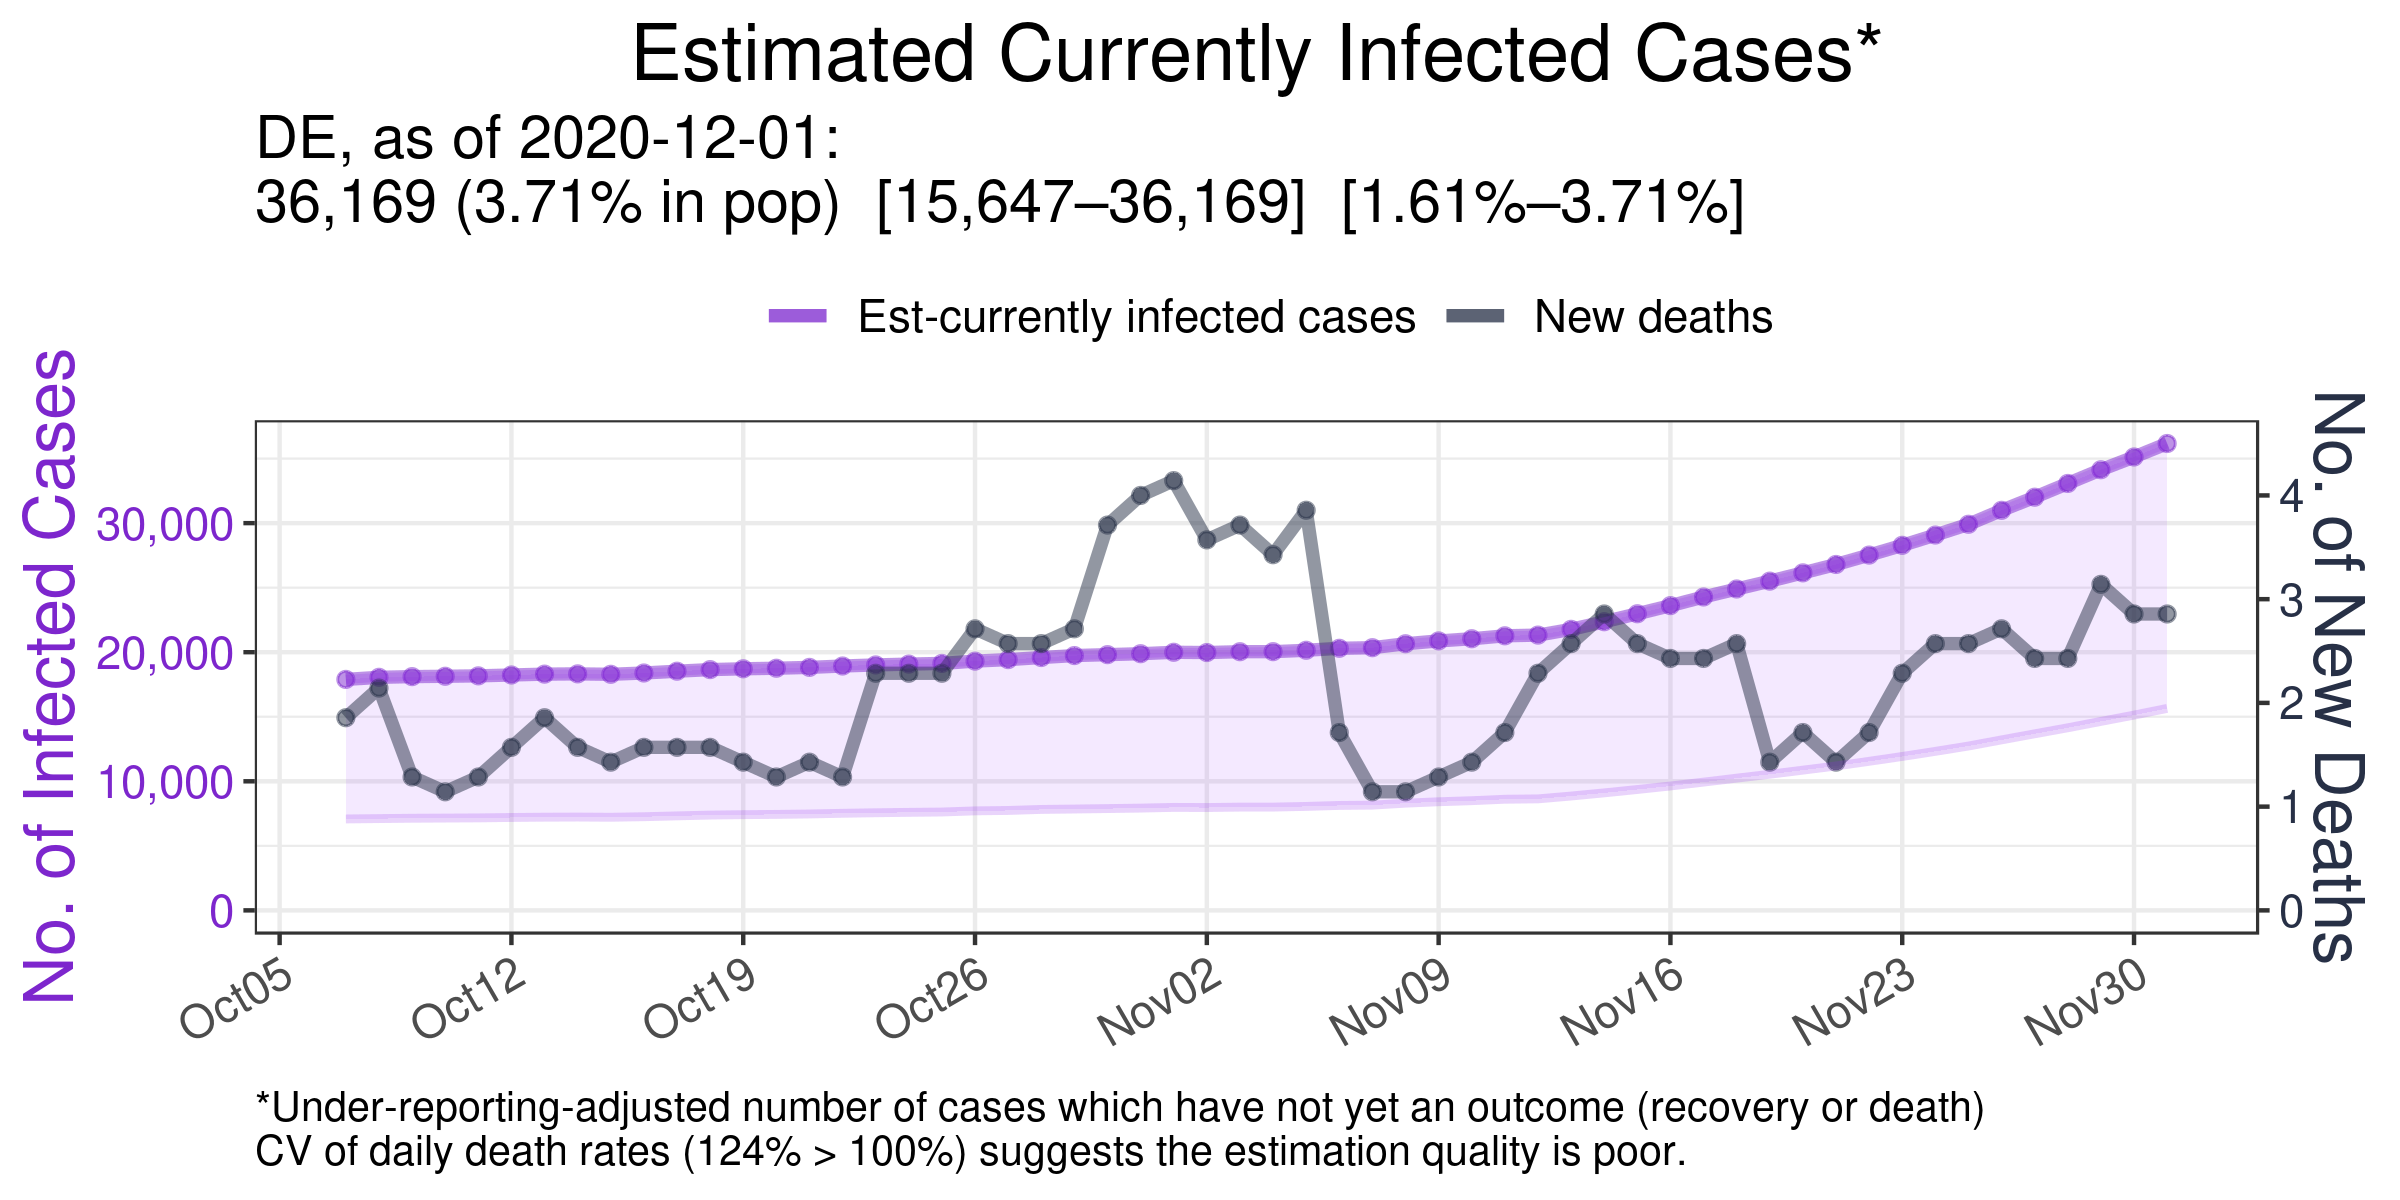 Estimated Currently Infected Cases*
DE, as of 2020-12-01:
36,169 (3.71% in pop)  [15,647–36,169]  [1.61%–3.71%]
Est-currently infected cases
New deaths
No. of Infected Cases
30,000
20,000
10,000
0
4
3
2
1
0
No. of New Deaths
Oct05
Oct12
Oct19
Oct26
Nov02
Nov09
Nov16
Nov23
Nov30
*Under-reporting-adjusted number of cases which have not yet an outcome (recovery or death)
CV of daily death rates (124% > 100%) suggests the estimation quality is poor.